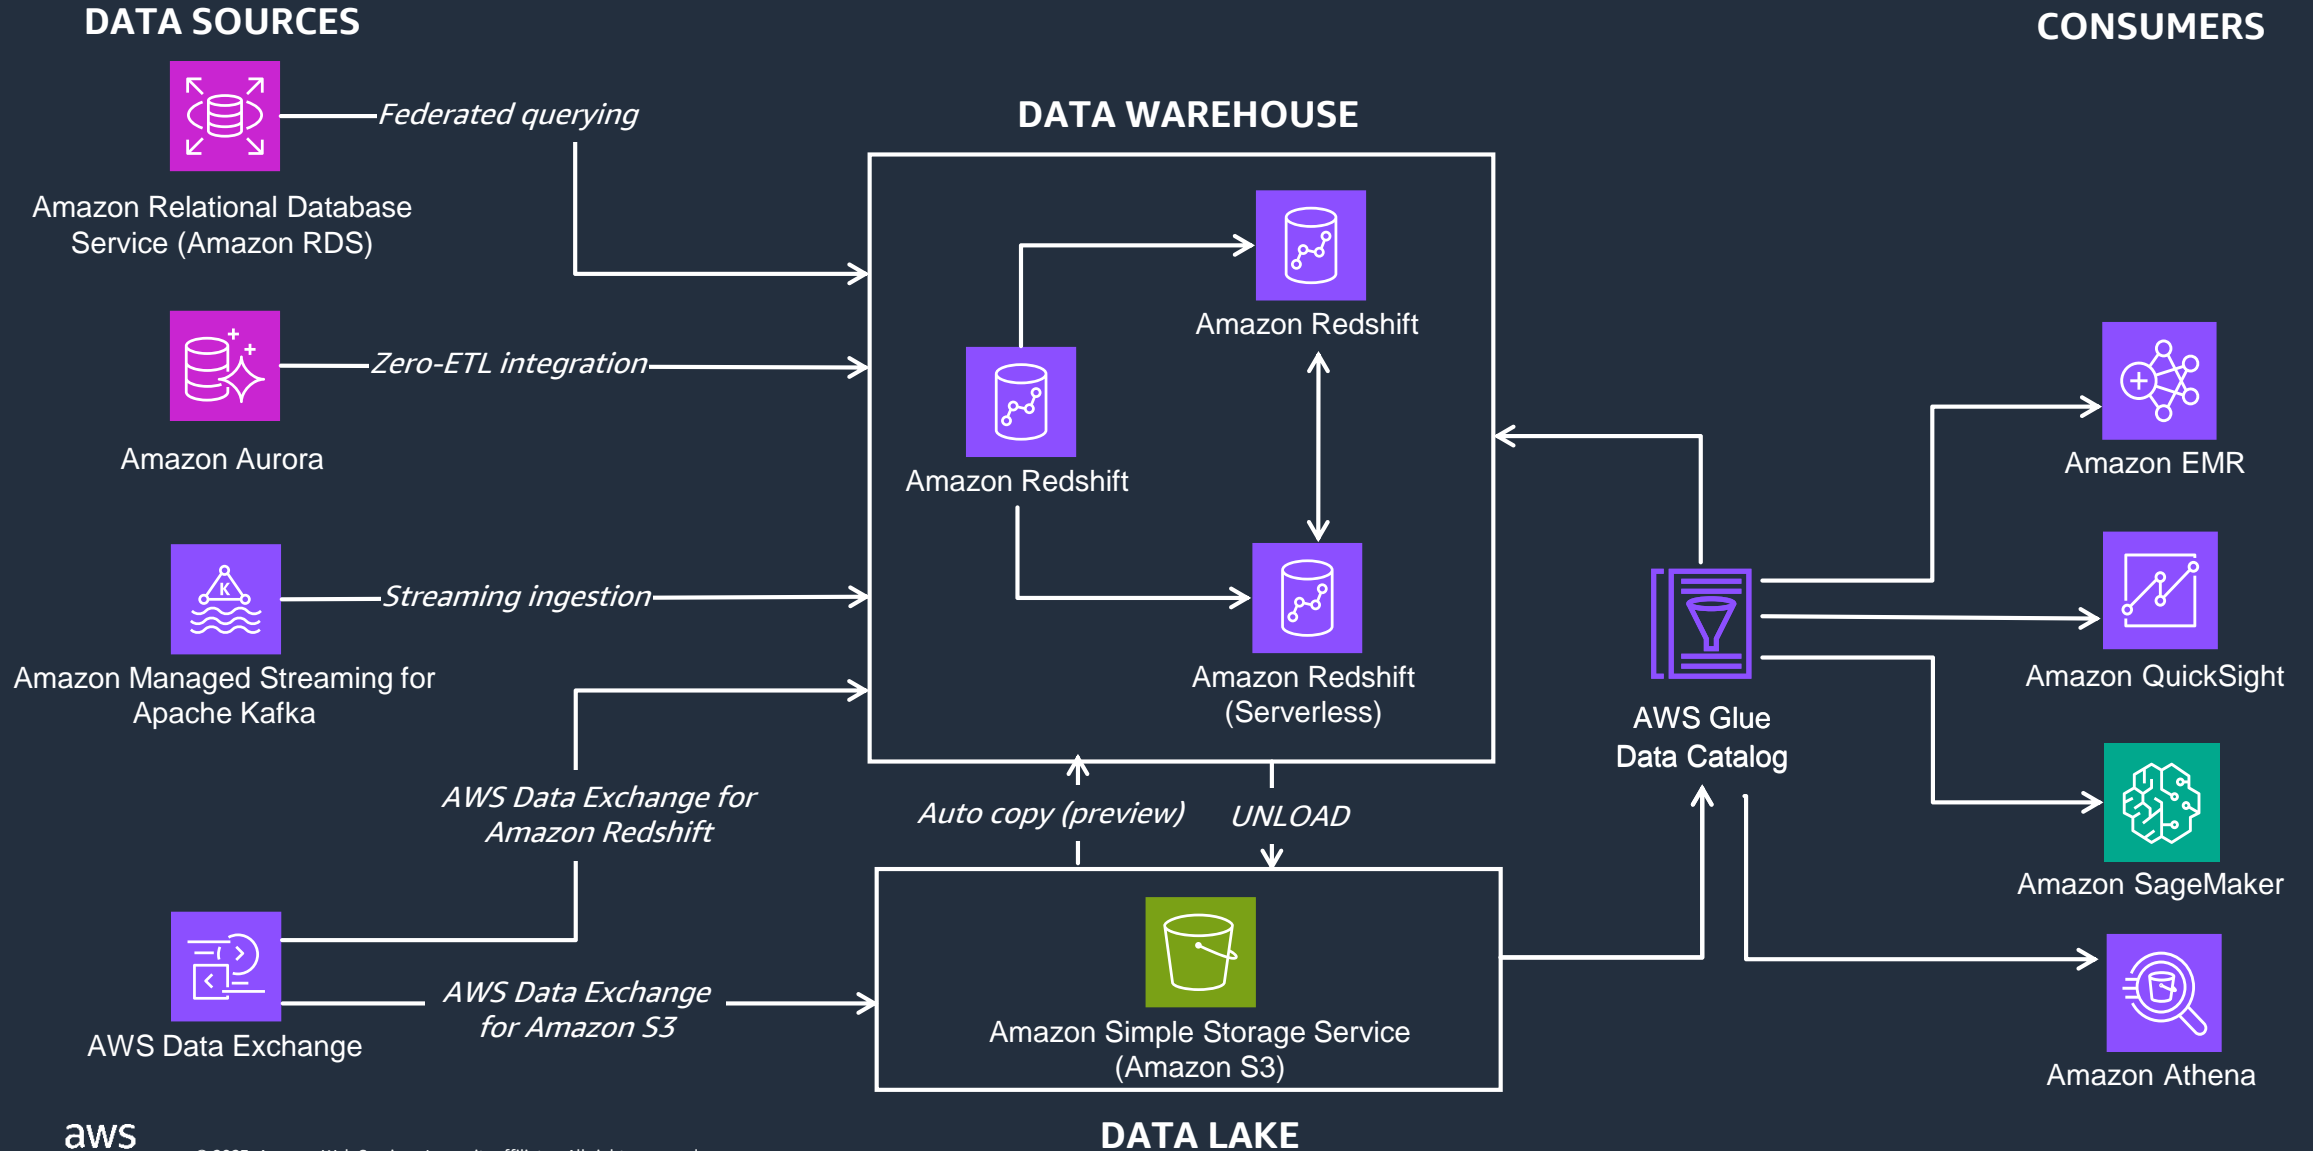 DATA SOURCES
CONSUMERS
Federated querying
DATA WAREHOUSE
Amazon Relational Database
Service (Amazon RDS)
Amazon Redshift
Zero-ETL integration
Amazon Aurora
Amazon Redshift
Amazon EMR
K
Streaming ingestion
Amazon Managed Streaming for
Apache Kafka
Amazon Redshift
(Serverless)
Amazon QuickSight
AWS Glue
Data Catalog
AWS Data Exchange for
Amazon Redshift
Auto copy (preview)
UNLOAD
Amazon SageMaker
AWS Data Exchange
for Amazon S3
AWS Data Exchange
Amazon Simple Storage Service
(Amazon S3)
Amazon Athena
aws
DATA LAKE